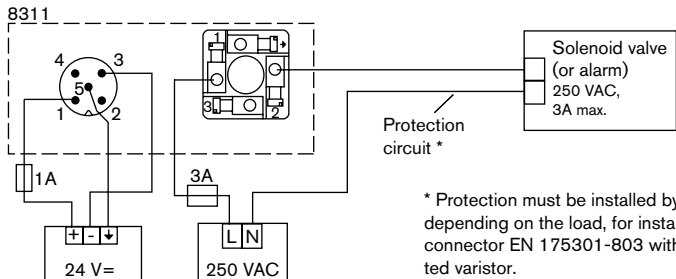 8311
4
3
5
1
2
1
3
2
Solenoid valve
(or alarm)
250 VAC,
3A max.
Protection
circuit *
1A
3A
+ -
L N
24 V=
250 VAC
* Protection must be installed by
depending on the load, for insta
connector EN 175301-803 with
ted varistor.